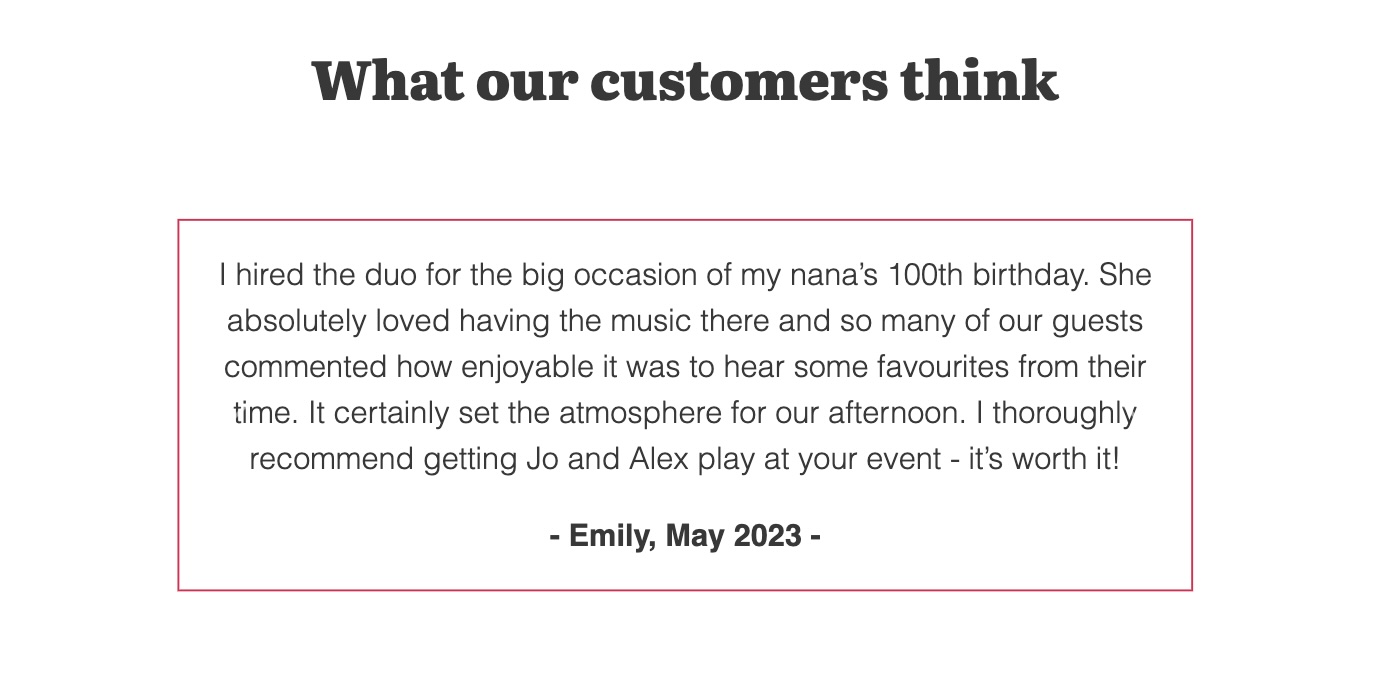 What our customers think
I hired the duo for the big occasion of my nana’s 100th birthday. She
absolutely loved having the music there and so many of our guests
commented how enjoyable it was to hear some favourites from their
time. It certainly set the atmosphere for our afternoon. I thoroughly
recommend getting Jo and Alex play at your event - it’s worth it!
- Emily, May 2023 -